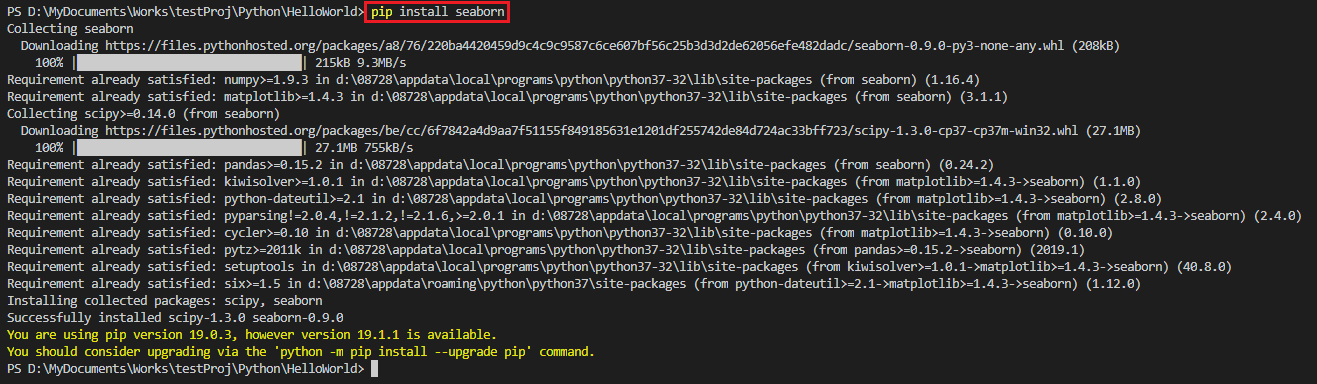 PS D:\MyDocuments\Works\testProj\Python\HelloWorld> pip install seaborn
Collecting seaborn
  Downloading https://files.pythonhosted.org/packages/a8/76/220ba4420459d9c4c9c9587c6ce607bf56c25b3d3d2de62056efe482dadc/seaborn-0.9.0-py3-none-any.whl (208kB)
    100% |████████████████████████████████| 215kB 9.3MB/s
Requirement already satisfied: numpy>=1.9.3 in d:\08728\appdata\local\programs\python\python37-32\lib\site-packages (from seaborn) (1.16.4)
Requirement already satisfied: matplotlib>=1.4.3 in d:\08728\appdata\local\programs\python\python37-32\lib\site-packages (from seaborn) (3.1.1)
Collecting scipy>=0.14.0 (from seaborn)
  Downloading https://files.pythonhosted.org/packages/be/cc/6f7842a4d9aa7f51155f849185631e1201df255742de84d724ac33bff723/scipy-1.3.0-cp37-cp37m-win32.whl (27.1MB)
    100% |████████████████████████████████| 27.1MB 755kB/s
Requirement already satisfied: pandas>=0.15.2 in d:\08728\appdata\local\programs\python\python37-32\lib\site-packages (from seaborn) (0.24.2)
Requirement already satisfied: kiwisolver>=1.0.1 in d:\08728\appdata\local\programs\python\python37-32\lib\site-packages (from matplotlib>=1.4.3->seaborn) (1.1.0)
Requirement already satisfied: python-dateutil>=2.1 in d:\08728\appdata\local\programs\python\python37-32\lib\site-packages (from matplotlib>=1.4.3->seaborn) (2.8.0)
Requirement already satisfied: pyparsing!=2.0.4,!=2.1.2,!=2.1.6,>=2.0.1 in d:\08728\appdata\local\programs\python\python37-32\lib\site-packages (from matplotlib>=1.4.3->seaborn) (2.4.0)
Requirement already satisfied: cycler>=0.10 in d:\08728\appdata\local\programs\python\python37-32\lib\site-packages (from matplotlib>=1.4.3->seaborn) (0.10.0)
Requirement already satisfied: pytz>=2011k in d:\08728\appdata\local\programs\python\python37-32\lib\site-packages (from pandas>=0.15.2->seaborn) (2019.1)
Requirement already satisfied: setuptools in d:\08728\appdata\local\programs\python\python37-32\lib\site-packages (from kiwisolver>=1.0.1->matplotlib>=1.4.3->seaborn) (40.8.0)
Requirement already satisfied: six>=1.5 in d:\08728\appdata\roaming\python\python37\site-packages (from python-dateutil>=2.1->matplotlib>=1.4.3->seaborn) (1.12.0)
Installing collected packages: scipy, seaborn
Successfully installed scipy-1.3.0 seaborn-0.9.0
You are using pip version 19.0.3, however version 19.1.1 is available.
You should consider upgrading via the 'python -m pip install --upgrade pip' command.
PS D:\MyDocuments\Works\testProj\Python\HelloWorld>